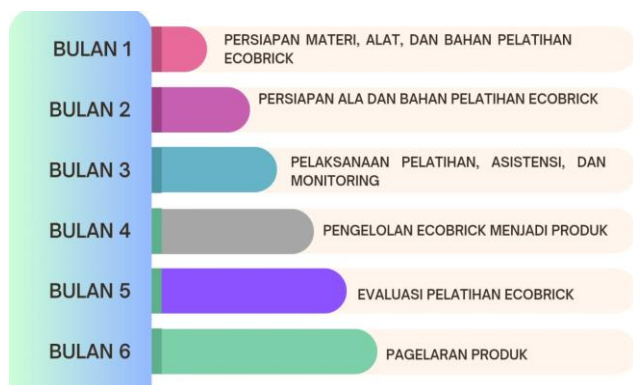 BULAN 1
PERSIAPAN MATERI, ALAT, DAN BAHAN PELATIHAN
ECOBRICK
BULAN 2
PERSIAPAN ALA DAN BAHAN PELATIHAN ECOBRICK
BULAN 3
PELAKSANAAN PELATIHAN, ASISTENSI, DAN
MONITORING
BULAN 4
PENGELOLAN ECOBRICK MENJADI PRODUK
BULAN 5
EVALUASI PELATIHAN ECOBRICK
BULAN 6
PAGELARAN PRODUK